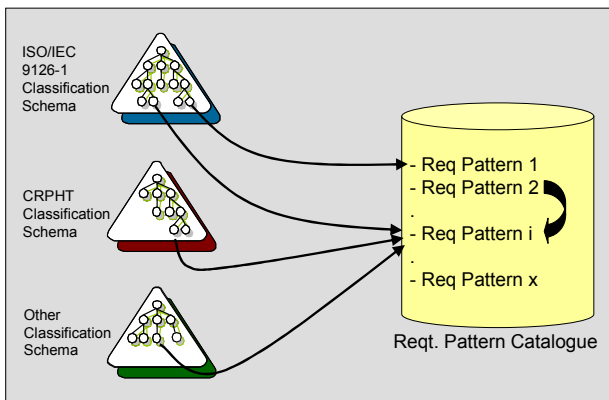 ISO/IEC
9126-1
Classification
Schema
CRPHT
Classification
Schema
Other
Classification
Schema
- Req Pattern 1
- Req Pattern 2
.
- Req Pattern i
.
- Req Pattern x
Reqt. Pattern Catalogue